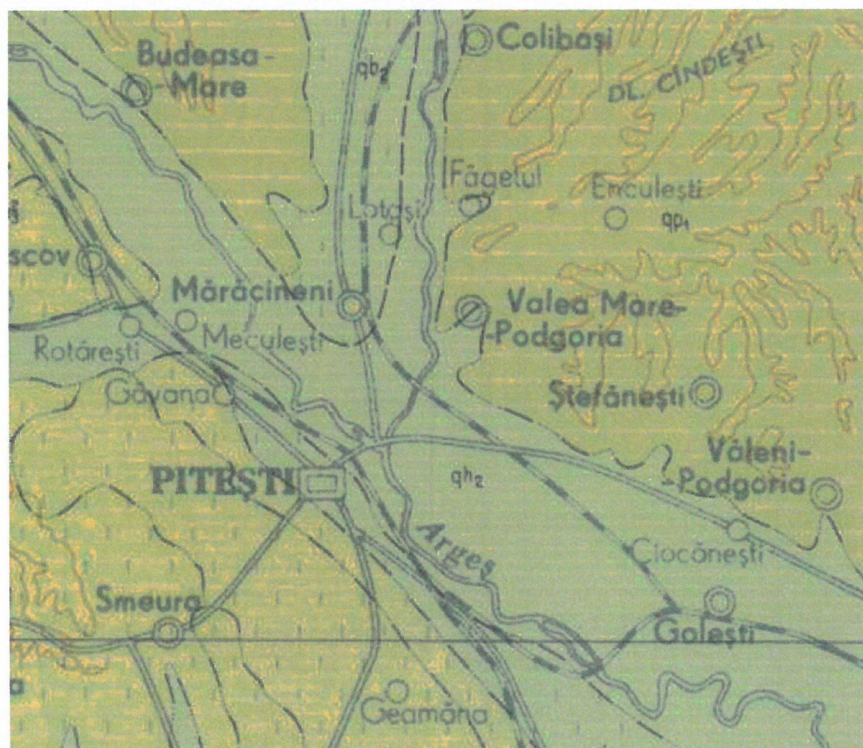 Budeasa-
-Mare
qh₂
Colibași
DL. CÎNDEȘTI
Făgetul
Enculești
qp₁
Lotași
scov
Mărăcineni
Valea Mare-
-Podgoria
Rotărești
Meculești
Găvana
Ștefănești
Văleni-
-Podgoria
PITEȘTI
qh₂
Argeș
Ciocănești
Smeura
Golești
a
Geamăna